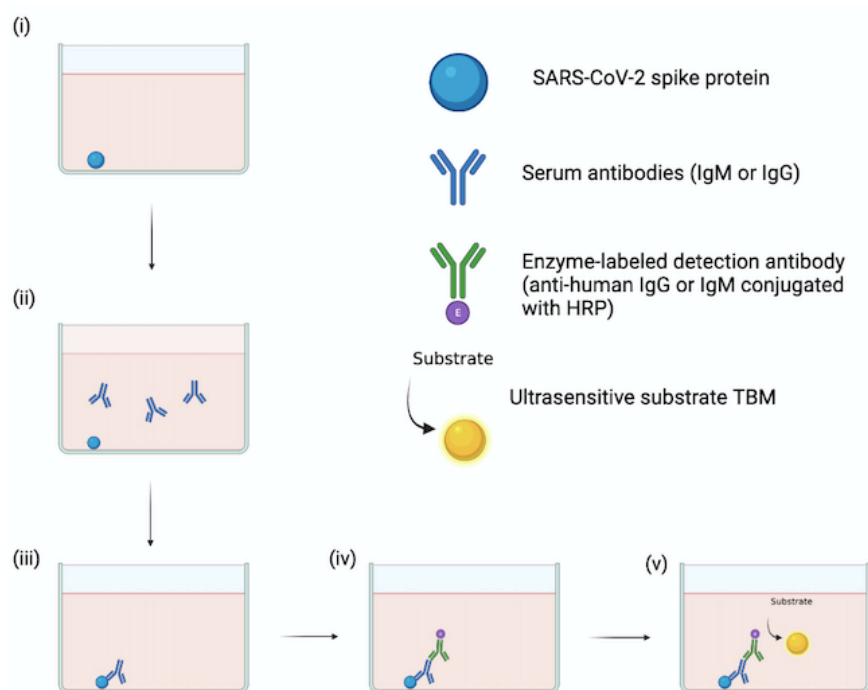 (i)
SARS-CoV-2 spike protein
Serum antibodies (IgM or IgG)
Enzyme-labeled detection antibody
(anti-human IgG or IgM conjugated
with HRP)
E
(ii)
Substrate
Ultrasensitive substrate TBM
(iii)
(iv)
(v)
Substrate